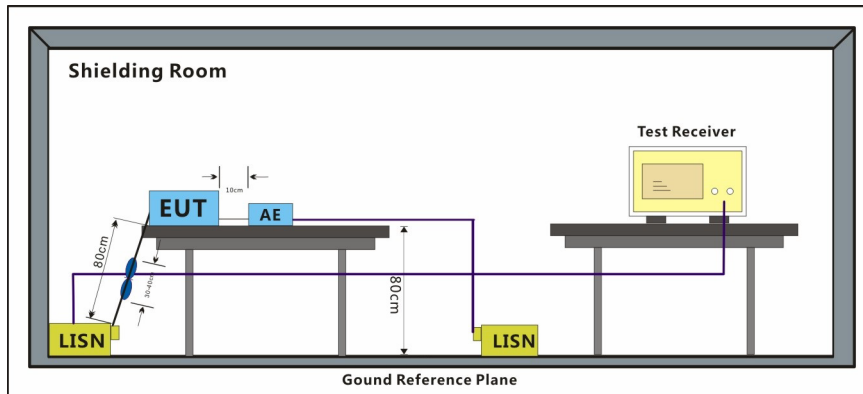 Shielding Room
Test Receiver
10cm
EUT
AE
80cm
30-40cm
80cm
LISN
LISN
Gound Reference Plane